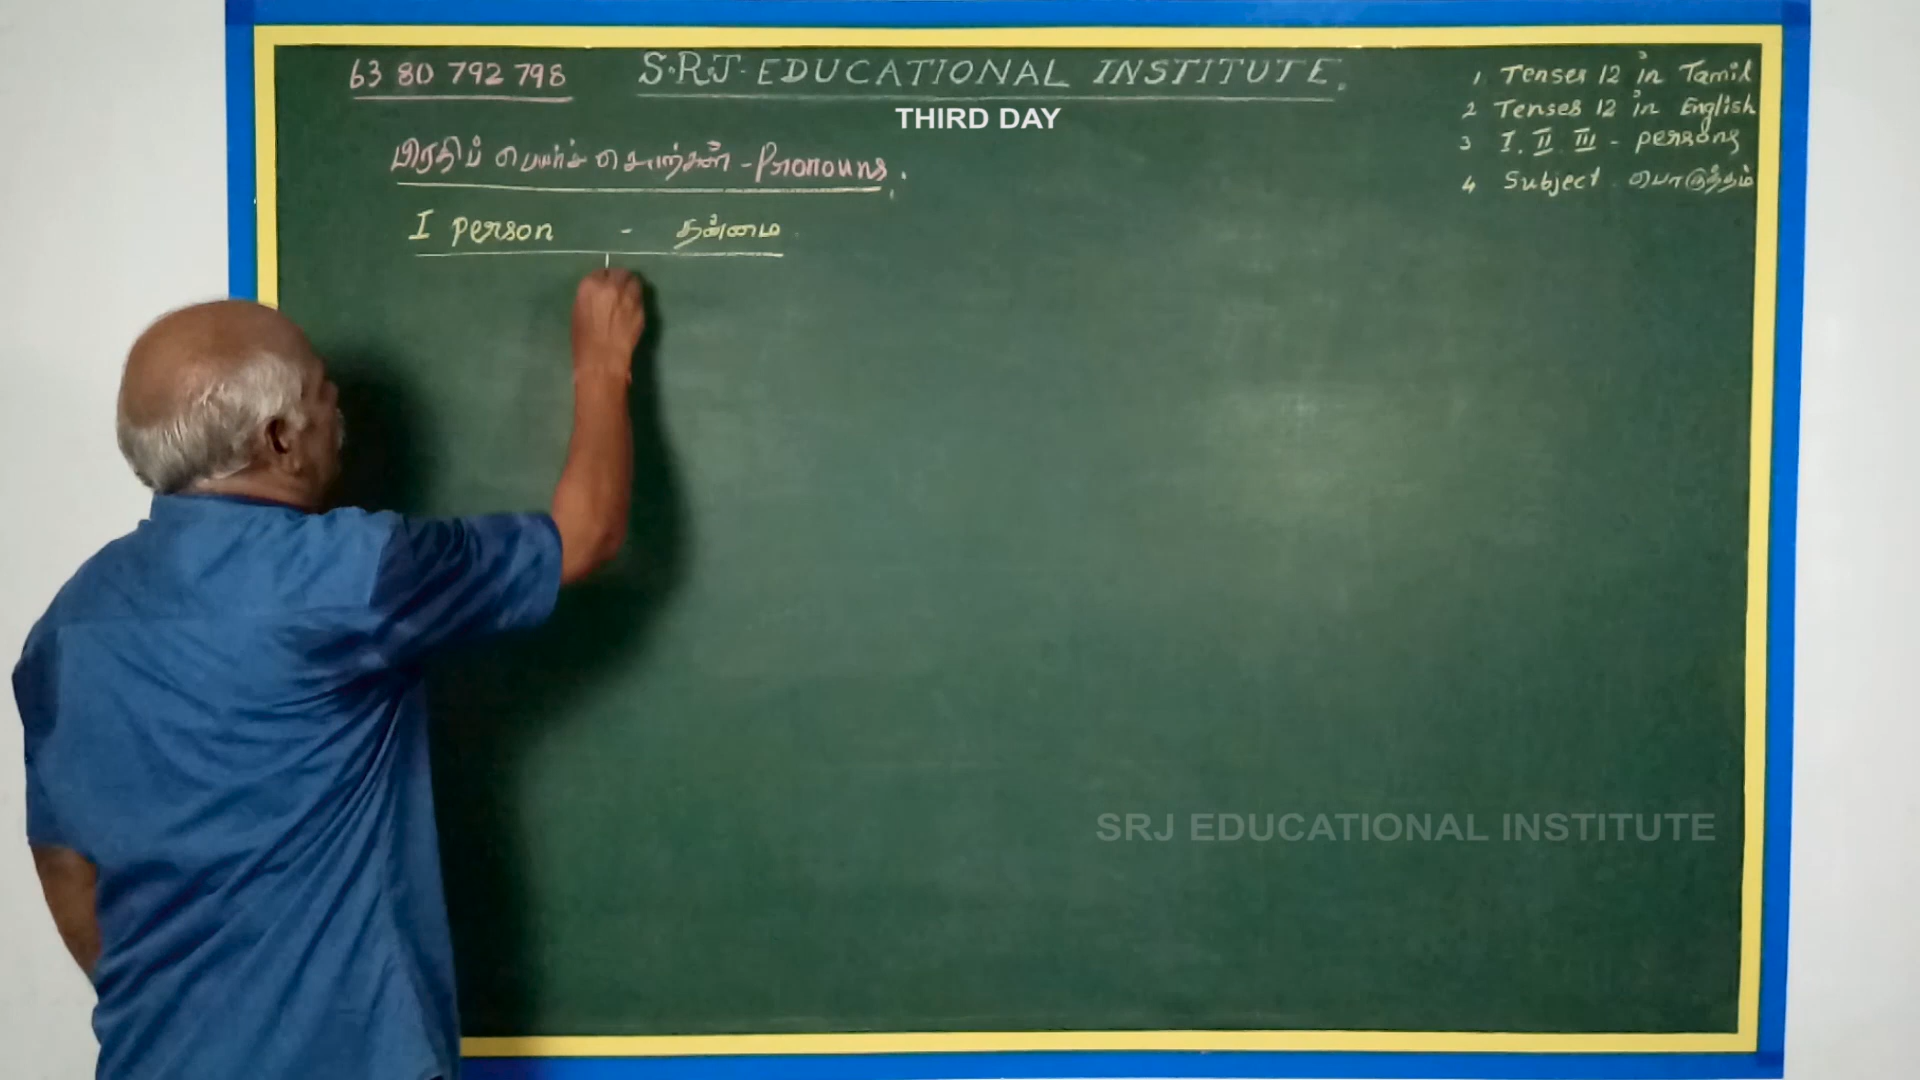 63 80 792 798
S.R.J. EDUCATIONAL INSTITUTE.
THIRD DAY
பிரதிப் பெயர்ச் சொற்கள் - Pronouns.
I person - தன்மை.
1 Tenses 12 in Tamil
2 Tenses 12 in English
3 I. II. III - persons
4 Subject பொருத்தம்
SRJ EDUCATIONAL INSTITUTE